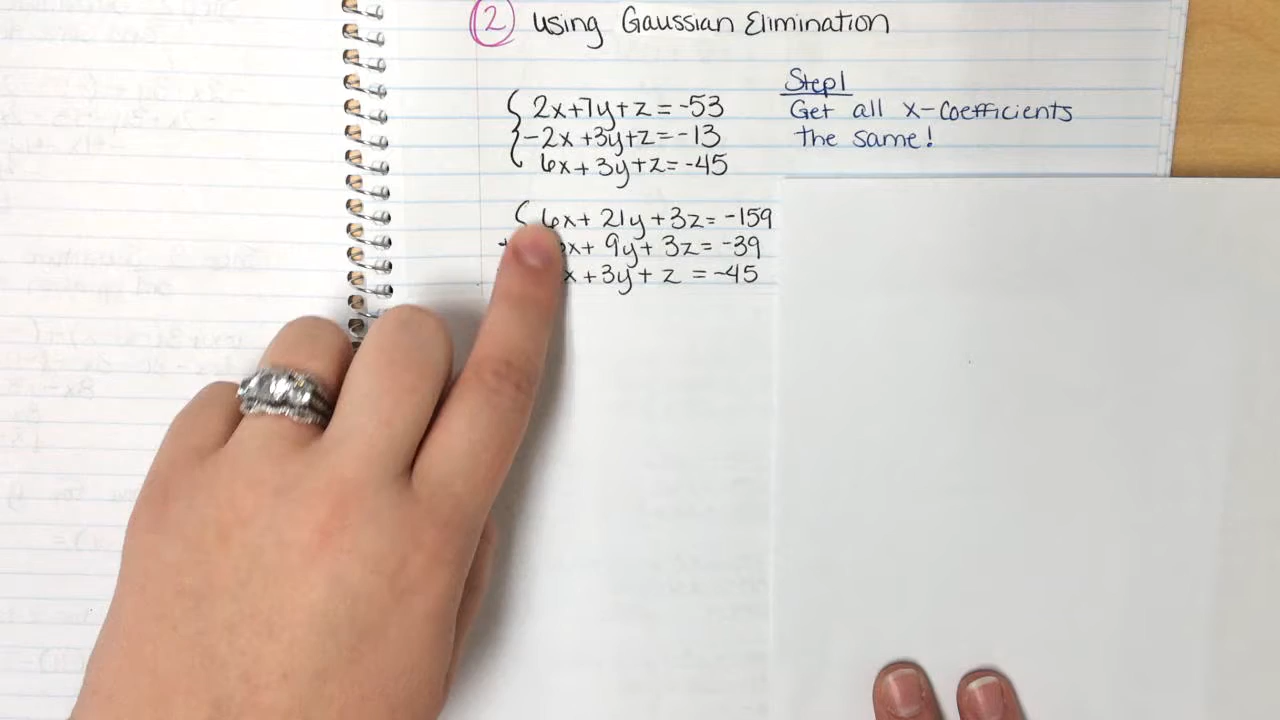 ② using Gaussian Elimination
Step 1
Get all x-coefficients
the same!
2x+7y+z=-53
-2x+3y+z=-13
6x+3y+z=-45
6x+21y+3z=-159
x+9y+3z=-39
x+3y+z=-45